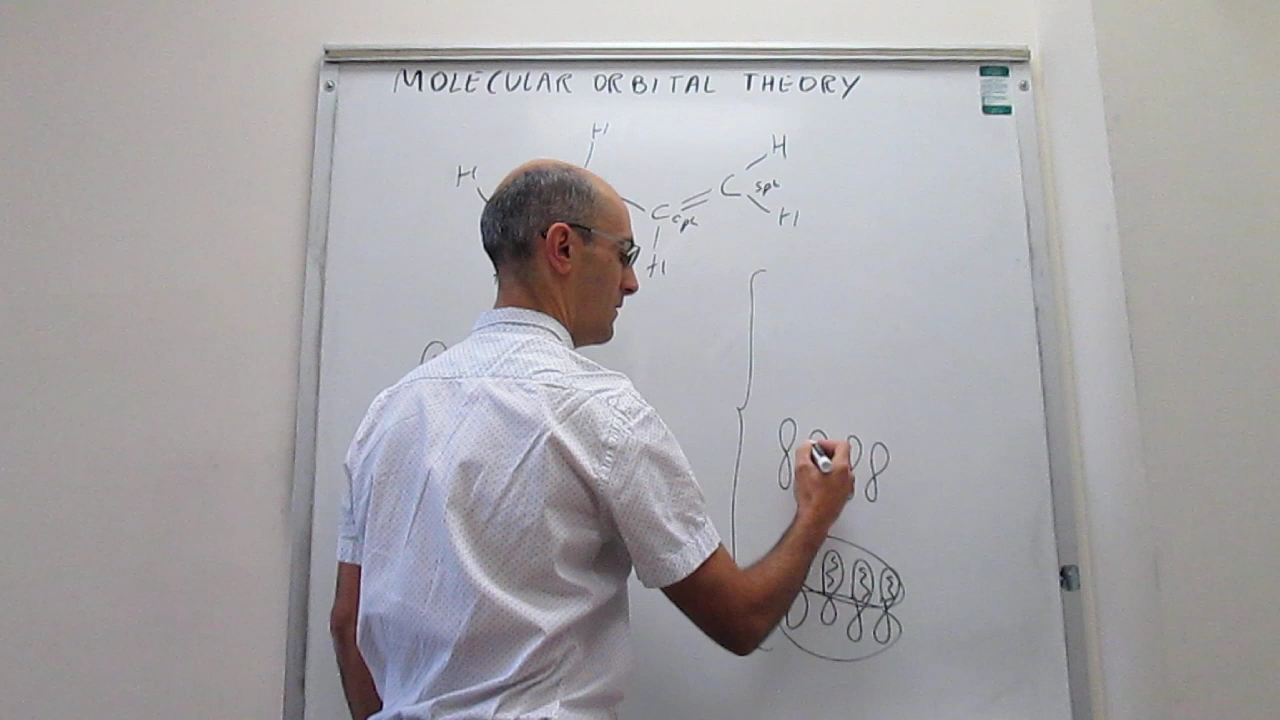 MOLECULAR ORBITAL THEORY
H
H H
C sp2
C sp2 H
H